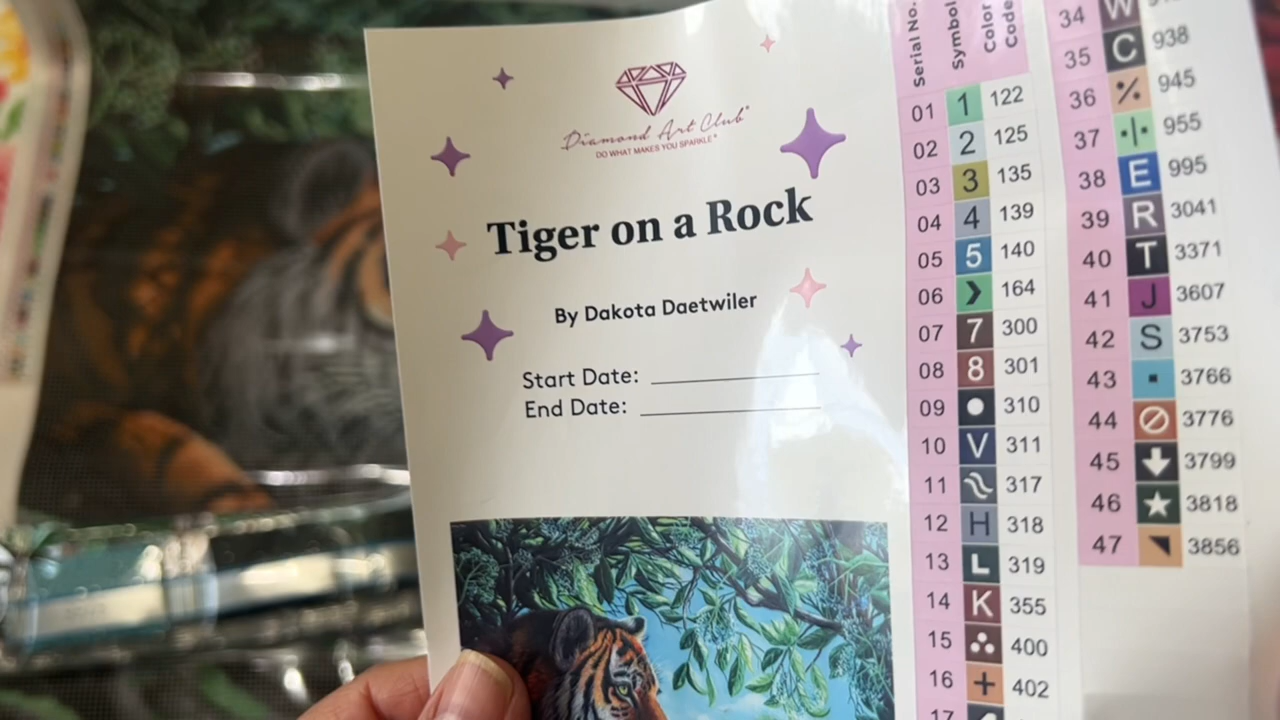 Diamond Art Club®
DO WHAT MAKES YOU SPARKLE®
Tiger on a Rock
By Dakota Daetwiler
Start Date:
End Date:
Serial No. Symbol Color Code
01 1 122
02 2 125
03 3 135
04 4 139
05 5 140
06 164
07 7 300
08 8 301
09 310
10 V 311
11 317
12 H 318
13 L 319
14 K 355
15 400
16 + 402
17
34 W
35 C 938
36 % 945
37 955
38 E 995
39 R 3041
40 T 3371
41 J 3607
42 S 3753
43 3766
44 3776
45 3799
46 3818
47 3856